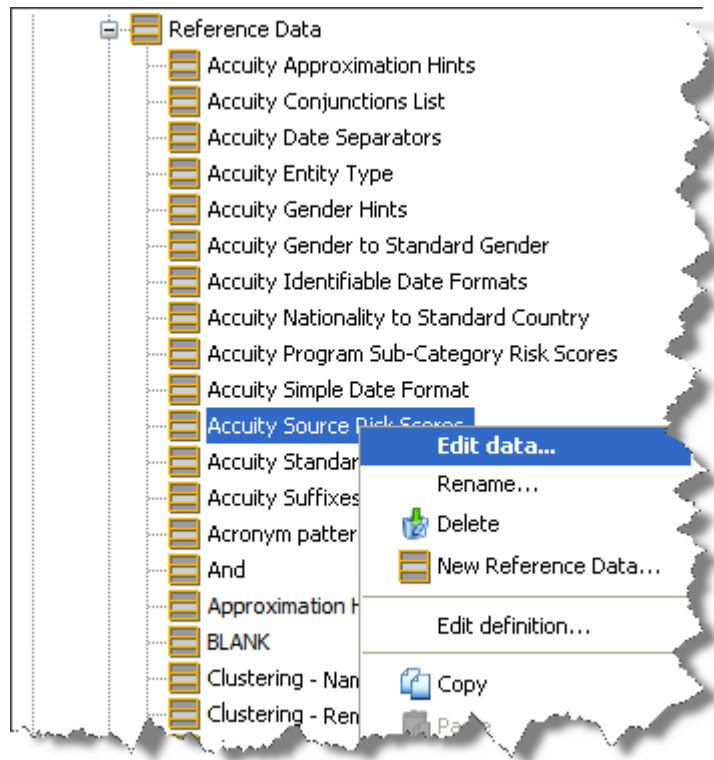 Reference Data
Accuity Approximation Hints
Accuity Conjunctions List
Accuity Date Separators
Accuity Entity Type
Accuity Gender Hints
Accuity Gender to Standard Gender
Accuity Identifiable Date Formats
Accuity Nationality to Standard Country
Accuity Program Sub-Category Risk Scores
Accuity Simple Date Format
Accuity Source Risk Scores
Accuity Standar
Accuity Suffixes
Acronym patter
And
Approximation H
BLANK
Clustering - Nam
Clustering - Ren
Edit data...
Rename...
Delete
New Reference Data...
Edit definition...
Copy
Paste